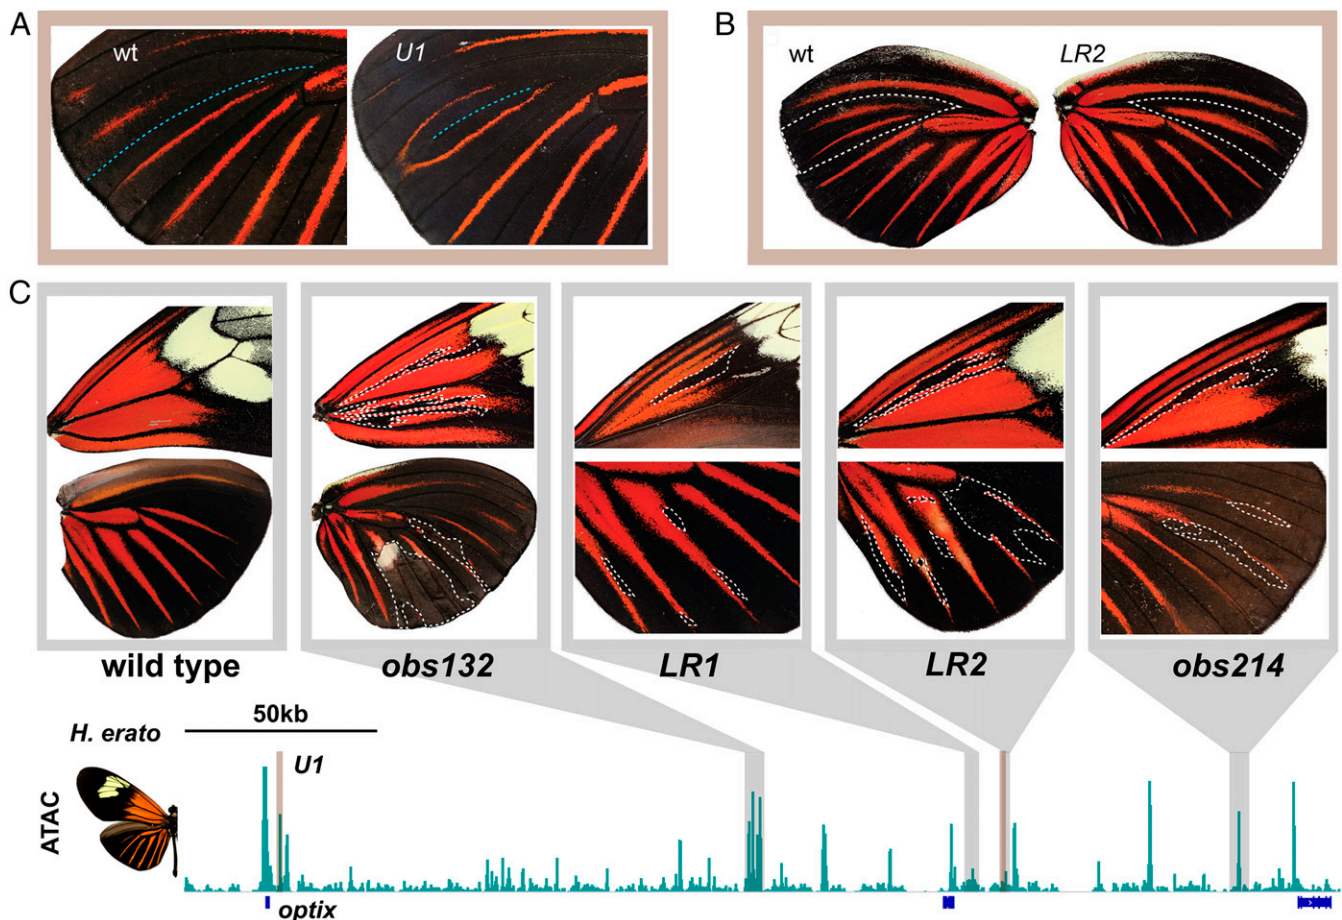 A
wt
U1
B
wt
LR2
C
wild type
obs132
LR1
LR2
obs214
50kb
H. erato
U1
ATAC
optix